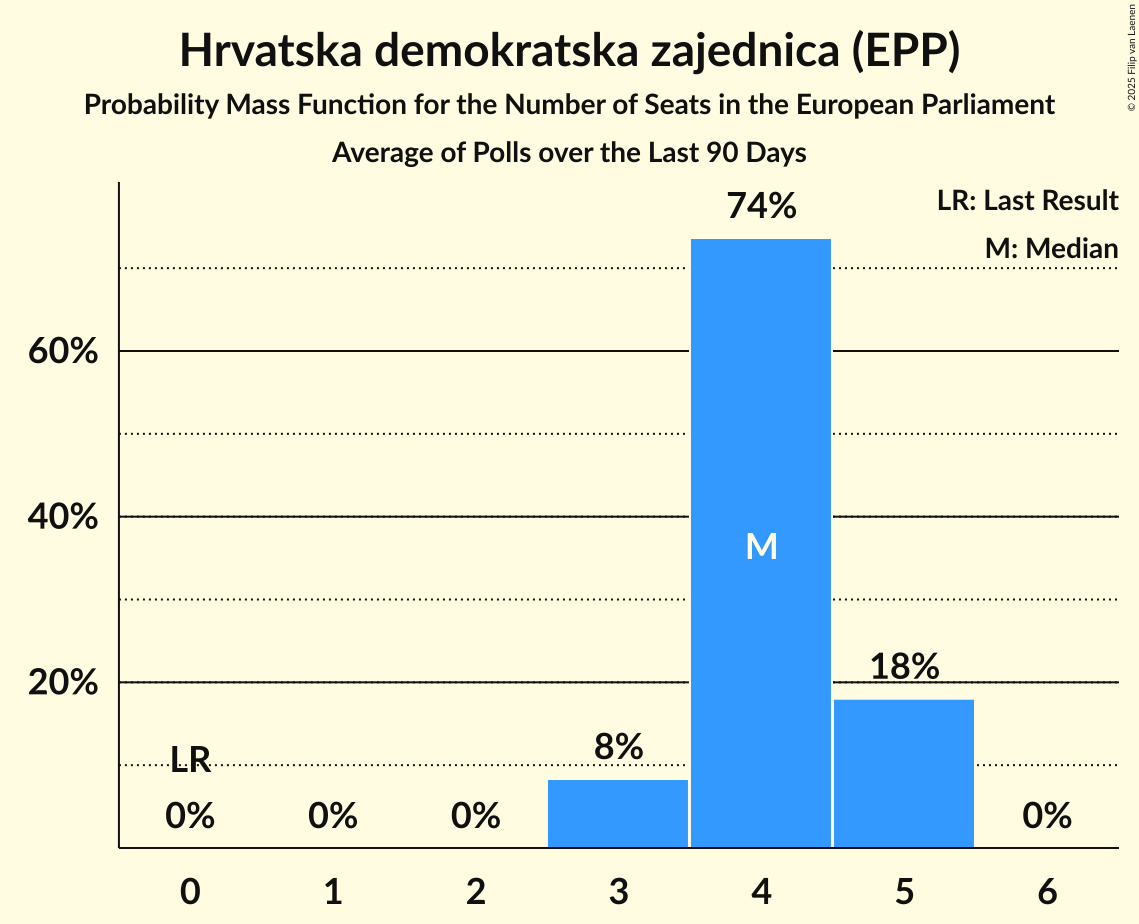 Hrvatska demokratska zajednica (EPP)
Probability Mass Function for the Number of Seats in the European Parliament
Average of Polls over the Last 90 Days
© 2025 Filip van Laenen
LR: Last Result
M: Median
74%
60%
40%
M
20%
18%
8%
LR
0% 0% 0% 0%
0 1 2 3 4 5 6